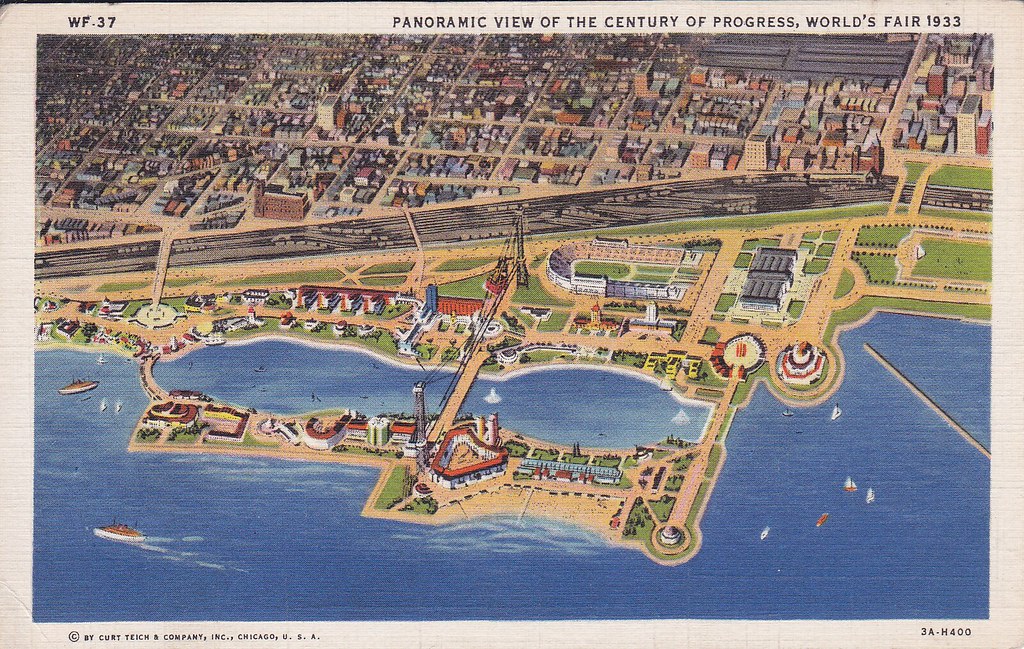 WF-37 PANORAMIC VIEW OF THE CENTURY OF PROGRESS, WORLD'S FAIR 1933
© BY CURT TEICH & COMPANY, INC., CHICAGO, U. S. A. 3A-H400